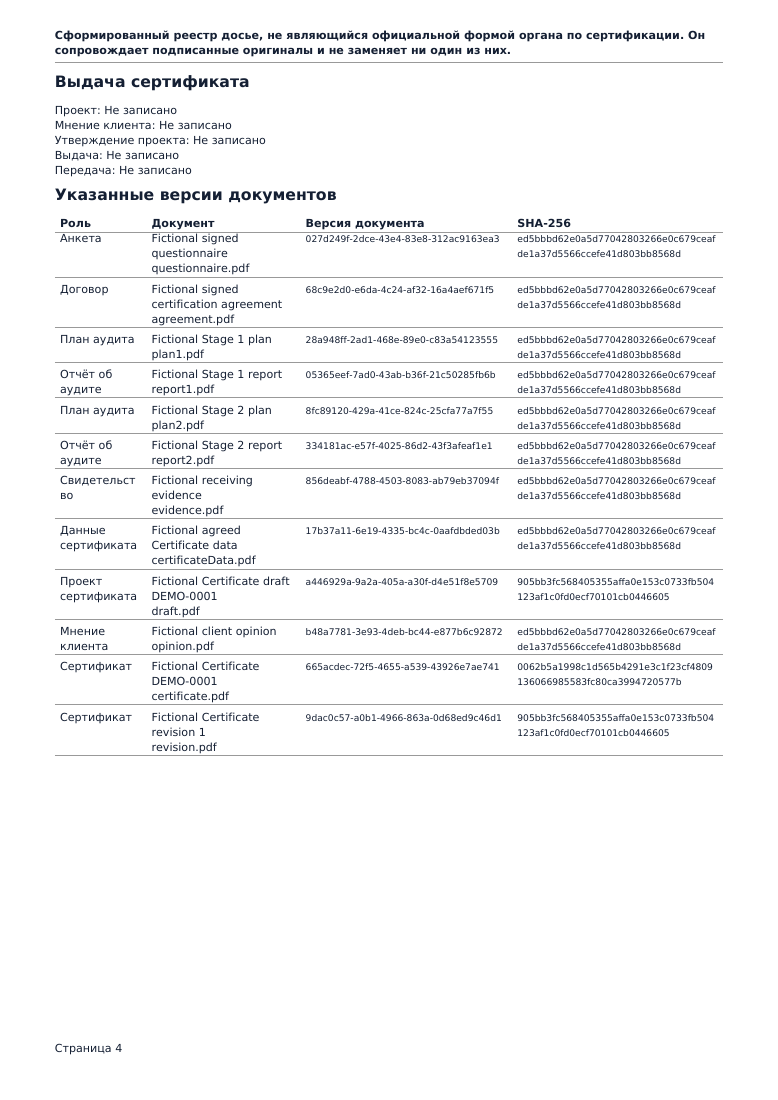 Сформированный реестр досье, не являющийся официальной формой органа по сертификации. Он
сопровождает подписанные оригиналы и не заменяет ни один из них.
Выдача сертификата
Проект: Не записано
Мнение клиента: Не записано
Утверждение проекта: Не записано
Выдача: Не записано
Передача: Не записано
Указанные версии документов
Роль Документ Версия документа SHA-256
Анкета Fictional signed 027d249f-2dce-43e4-83e8-312ac9163ea3 ed5bbbd62e0a5d77042803266e0c679ceaf
questionnaire de1a37d5566ccefe41d803bb8568d
questionnaire.pdf
Договор Fictional signed 68c9e2d0-e6da-4c24-af32-16a4aef671f5 ed5bbbd62e0a5d77042803266e0c679ceaf
certification agreement de1a37d5566ccefe41d803bb8568d
agreement.pdf
План аудита Fictional Stage 1 plan 28a948ff-2ad1-468e-89e0-c83a54123555 ed5bbbd62e0a5d77042803266e0c679ceaf
plan1.pdf de1a37d5566ccefe41d803bb8568d
Отчёт об Fictional Stage 1 report 05365eef-7ad0-43ab-b36f-21c50285fb6b ed5bbbd62e0a5d77042803266e0c679ceaf
аудите report1.pdf de1a37d5566ccefe41d803bb8568d
План аудита Fictional Stage 2 plan 8fc89120-429a-41ce-824c-25cfa77a7f55 ed5bbbd62e0a5d77042803266e0c679ceaf
plan2.pdf de1a37d5566ccefe41d803bb8568d
Отчёт об Fictional Stage 2 report 334181ac-e57f-4025-86d2-43f3afeaf1e1 ed5bbbd62e0a5d77042803266e0c679ceaf
аудите report2.pdf de1a37d5566ccefe41d803bb8568d
Свидетельст Fictional receiving 856deabf-4788-4503-8083-ab79eb37094f ed5bbbd62e0a5d77042803266e0c679ceaf
во evidence de1a37d5566ccefe41d803bb8568d
evidence.pdf
Данные Fictional agreed 17b37a11-6e19-4335-bc4c-0aafdbded03b ed5bbbd62e0a5d77042803266e0c679ceaf
сертификата Certificate data de1a37d5566ccefe41d803bb8568d
certificateData.pdf
Проект Fictional Certificate draft a446929a-9a2a-405a-a30f-d4e51f8e5709 905bb3fc568405355affa0e153c0733fb504
сертификата DEMO-0001 123af1c0fd0ecf70101cb0446605
draft.pdf
Мнение Fictional client opinion b48a7781-3e93-4deb-bc44-e877b6c92872 ed5bbbd62e0a5d77042803266e0c679ceaf
клиента opinion.pdf de1a37d5566ccefe41d803bb8568d
Сертификат Fictional Certificate 665acdec-72f5-4655-a539-43926e7ae741 0062b5a1998c1d565b4291e3c1f23cf4809
DEMO-0001 136066985583fc80ca3994720577b
certificate.pdf
Сертификат Fictional Certificate 9dac0c57-a0b1-4966-863a-0d68ed9c46d1 905bb3fc568405355affa0e153c0733fb504
revision 1 123af1c0fd0ecf70101cb0446605
revision.pdf
Страница 4